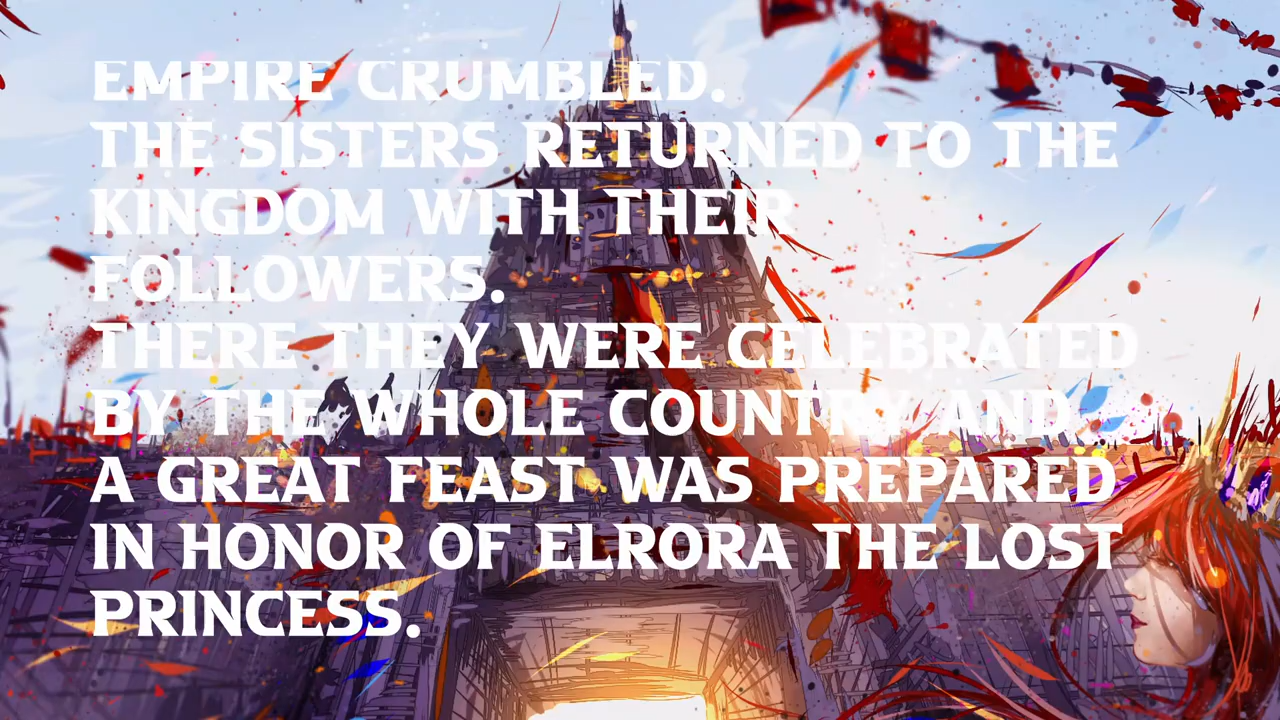 EMPIRE CRUMBLED.
THE SISTERS RETURNED TO THE
KINGDOM WITH THEIR
FOLLOWERS.
THERE THEY WERE CELEBRATED
BY THE WHOLE COUNTRY AND
A GREAT FEAST WAS PREPARED
IN HONOR OF ELRORA THE LOST
PRINCESS.